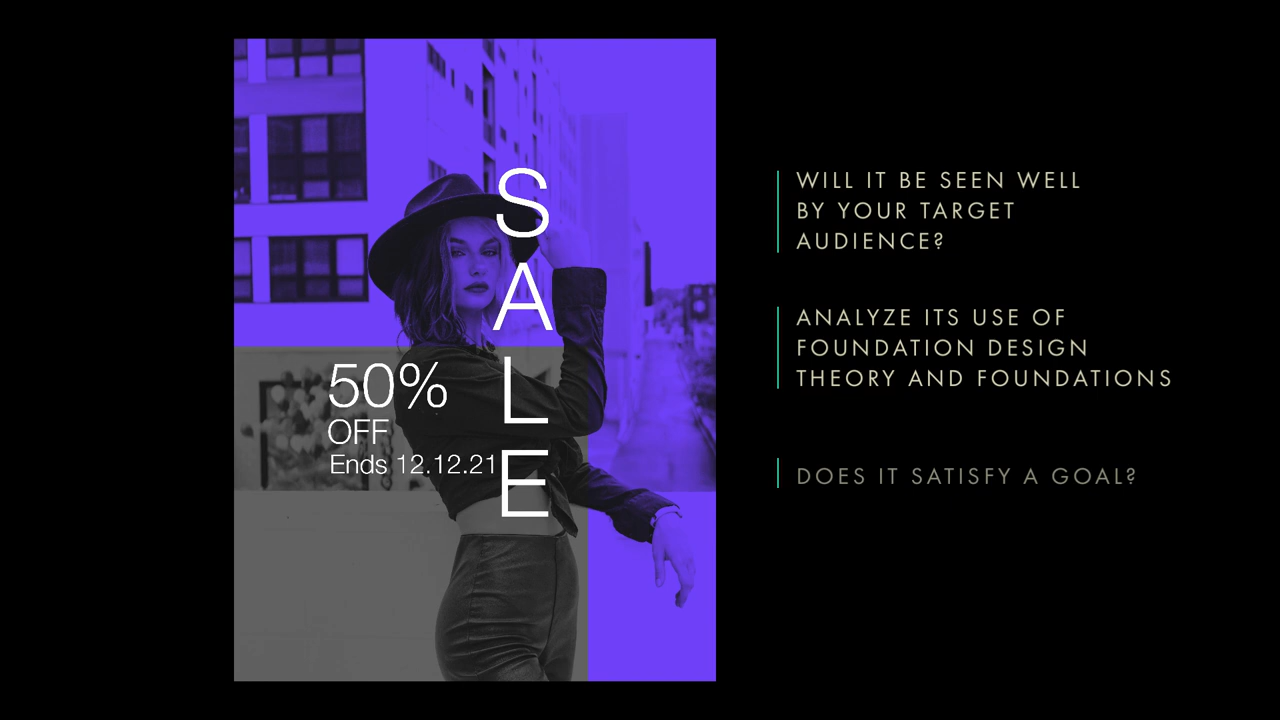 SALE
50%
OFF
Ends 12.12.21
WILL IT BE SEEN WELL
BY YOUR TARGET
AUDIENCE?
ANALYZE ITS USE OF
FOUNDATION DESIGN
THEORY AND FOUNDATIONS
DOES IT SATISFY A GOAL?